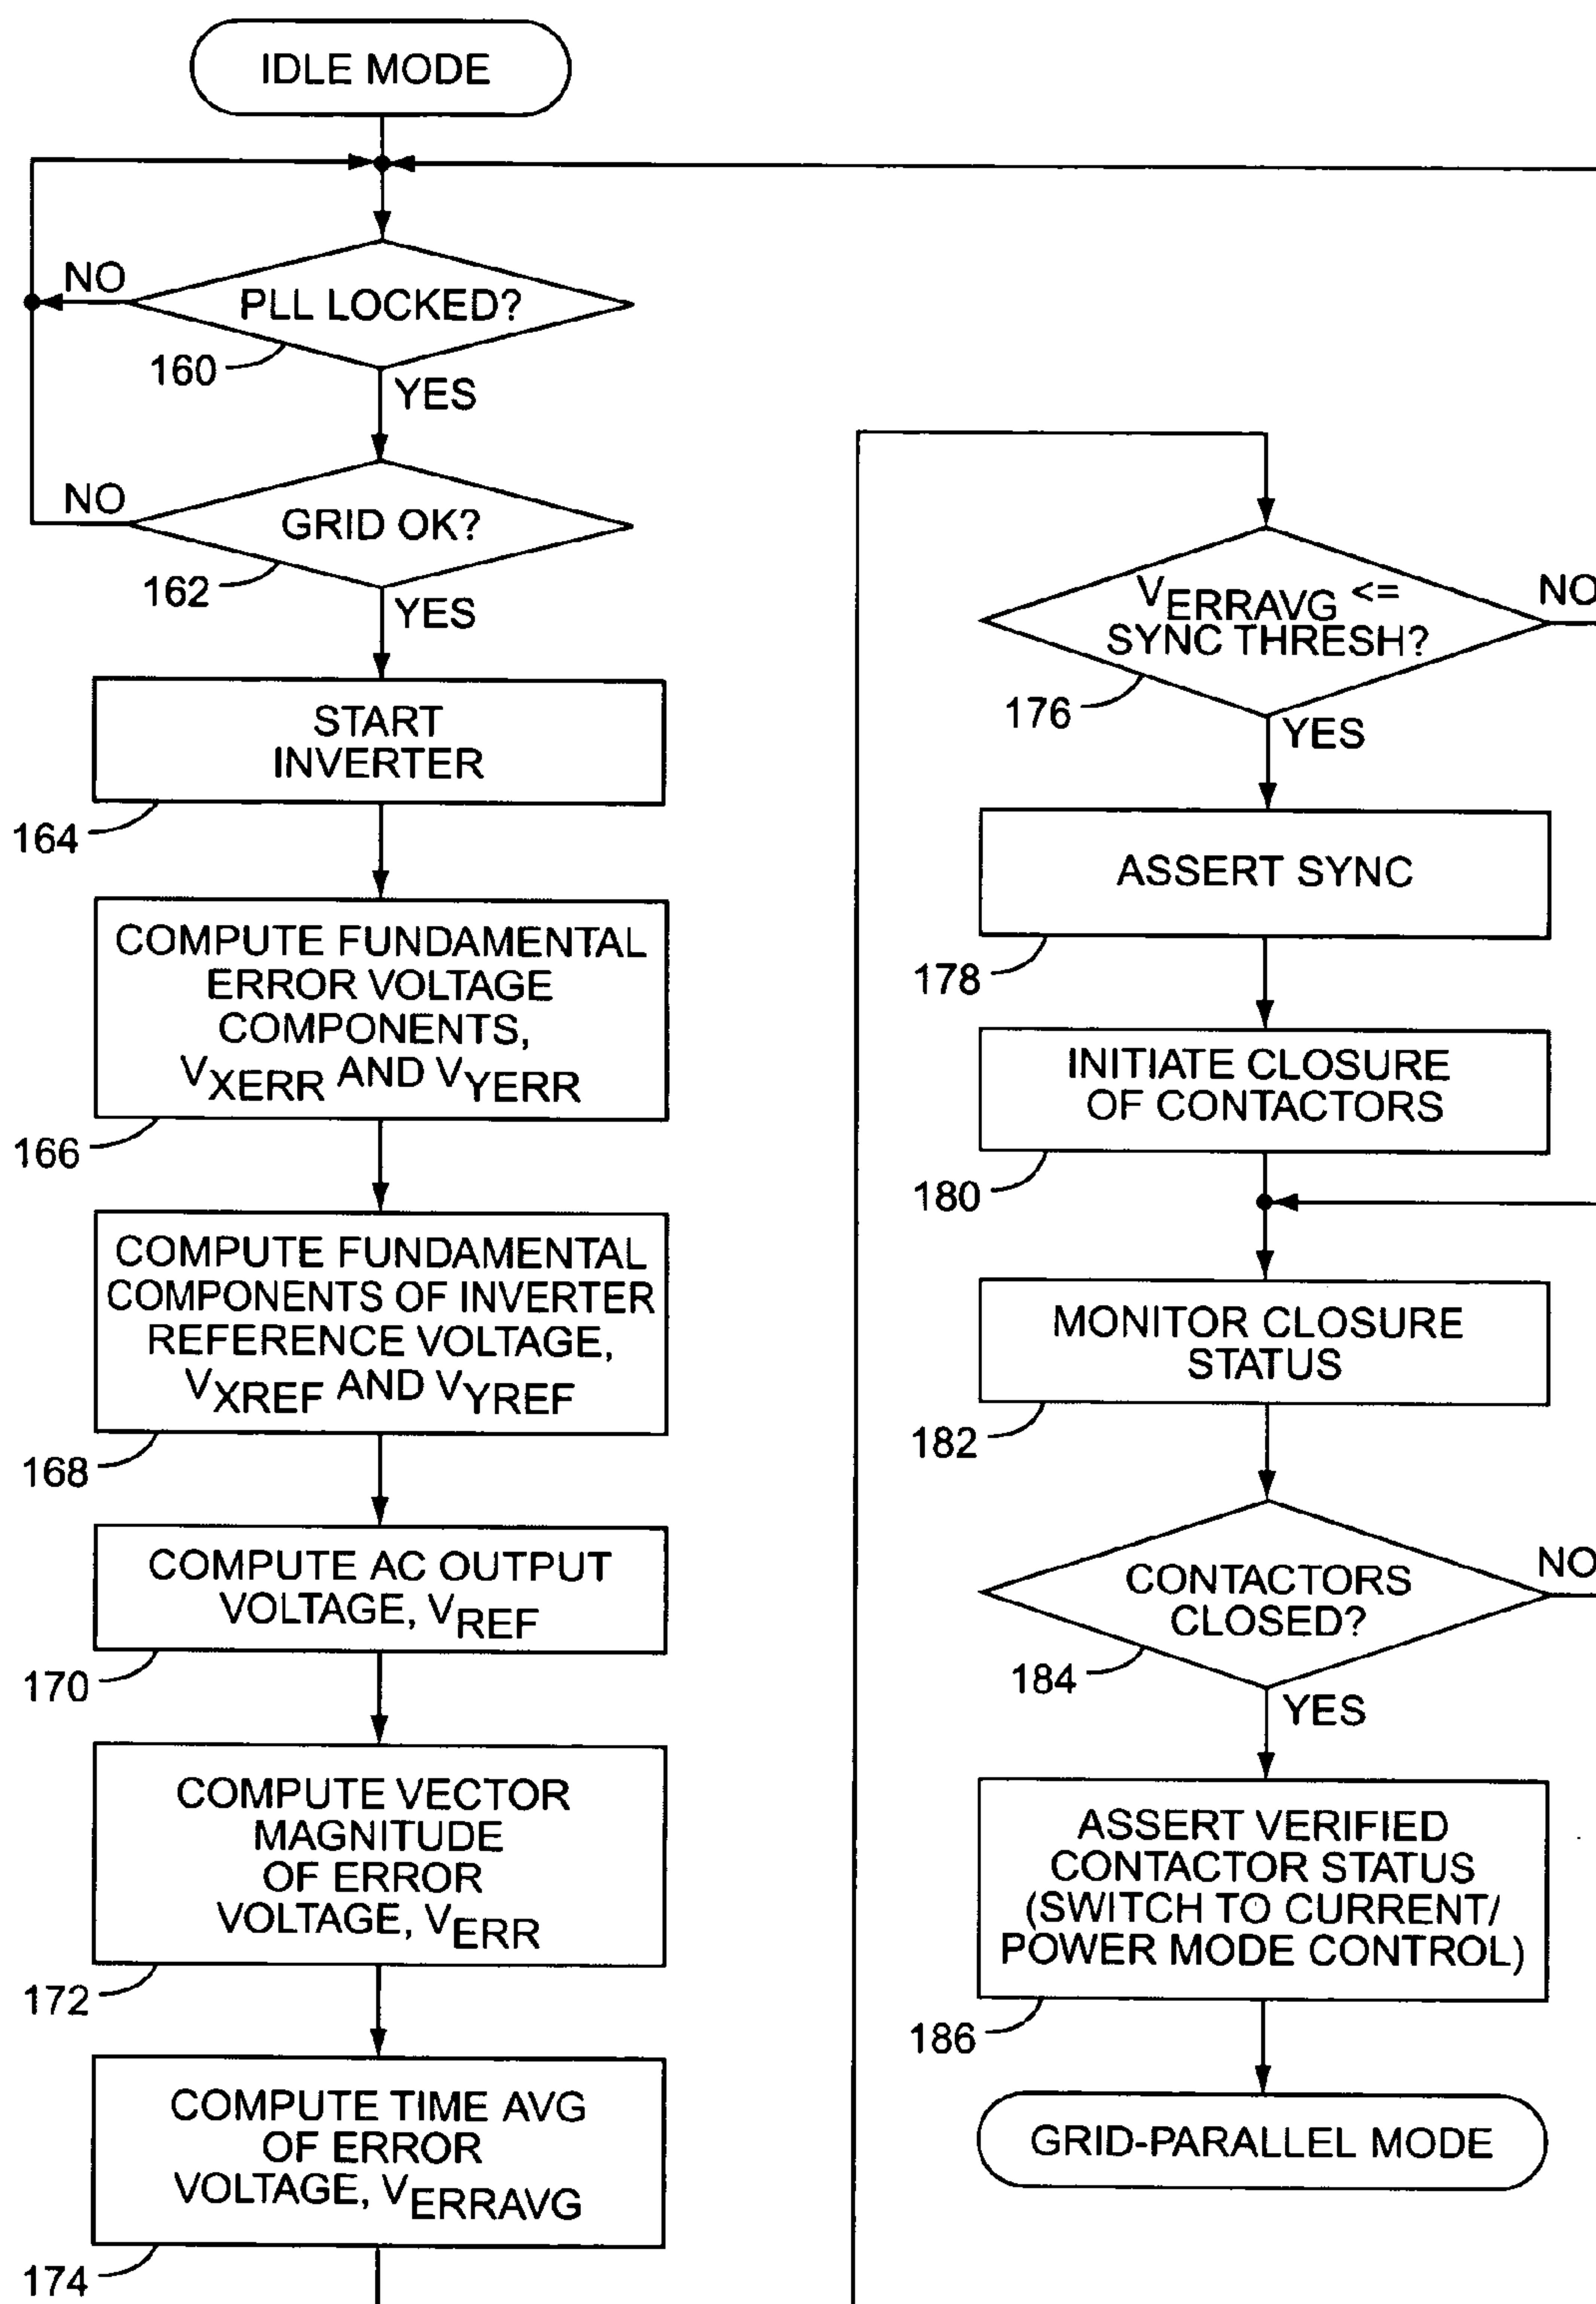 IDLE MODE
NO
PLL LOCKED?
160
YES
NO
GRID OK?
162
YES
START
INVERTER
164
COMPUTE FUNDAMENTAL
ERROR VOLTAGE
COMPONENTS,
VXERR AND VYERR
166
COMPUTE FUNDAMENTAL
COMPONENTS OF INVERTER
REFERENCE VOLTAGE,
VXREF AND VYREF
168
COMPUTE AC OUTPUT
VOLTAGE, VREF
170
COMPUTE VECTOR
MAGNITUDE
OF ERROR
VOLTAGE, VERR
172
COMPUTE TIME AVG
OF ERROR
VOLTAGE, VERRAVG
174
VERRAVG <=
SYNC THRESH?
NO
176
YES
ASSERT SYNC
178
INITIATE CLOSURE
OF CONTACTORS
180
MONITOR CLOSURE
STATUS
182
CONTACTORS
CLOSED?
NO
184
YES
ASSERT VERIFIED
CONTACTOR STATUS
(SWITCH TO CURRENT/
POWER MODE CONTROL)
186
GRID-PARALLEL MODE